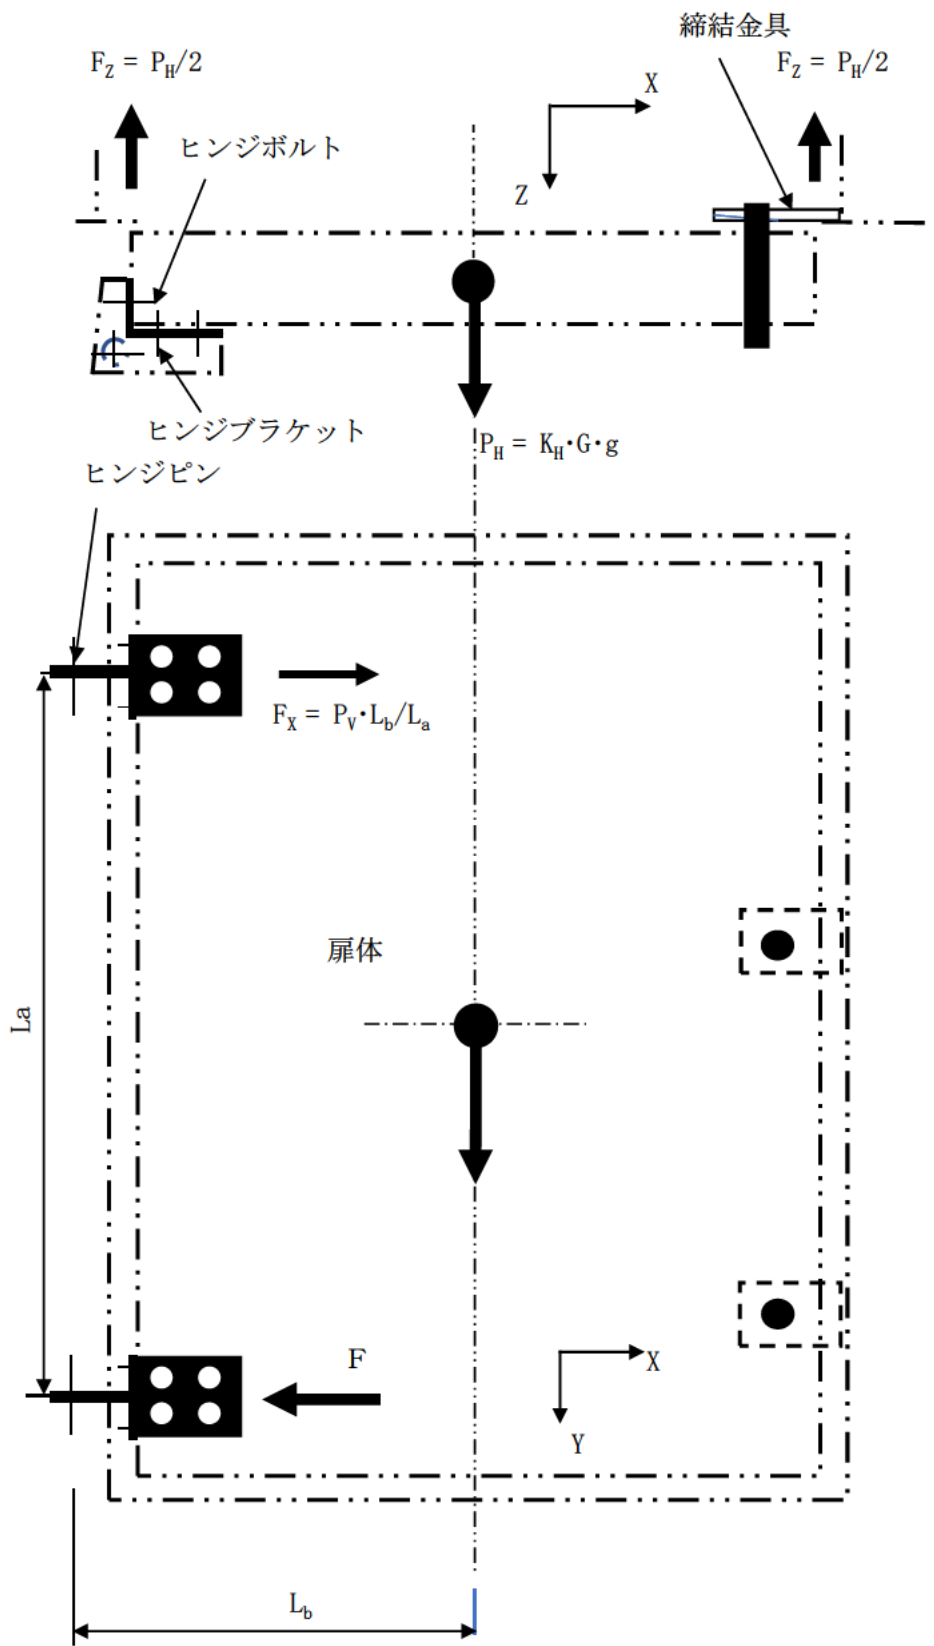 締結金具
F_Z = P_H/2
F_Z = P_H/2
X
ヒンジボルト
Z
ヒンジブラケット
P_H = K_H・G・g
ヒンジピン
F_X = P_V・L_b/L_a
扉体
La
F
X
Y
L_b